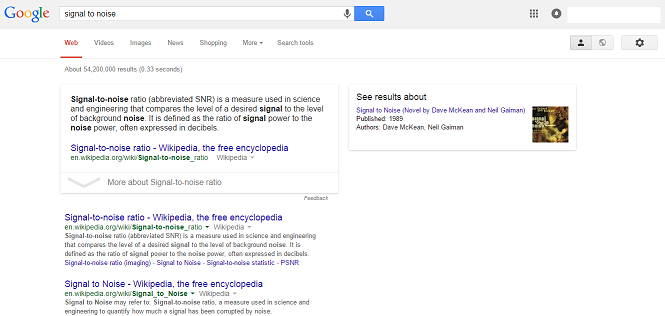 Google
signal to noise
Web Videos Images News Shopping More Search tools
About 54,200,000 results (0.33 seconds)
Signal-to-noise ratio (abbreviated SNR) is a measure used in science
and engineering that compares the level of a desired signal to the level
of background noise. It is defined as the ratio of signal power to the
noise power, often expressed in decibels.
Signal-to-noise ratio - Wikipedia, the free encyclopedia
en.wikipedia.org/wiki/Signal-to-noise_ratio Wikipedia
More about Signal-to-noise ratio
Feedback
See results about
Signal to Noise (Novel by Dave McKean and Neil Gaiman)
Published: 1989
Authors: Dave McKean, Neil Gaiman
Signal-to-noise ratio - Wikipedia, the free encyclopedia
en.wikipedia.org/wiki/Signal-to-noise_ratio Wikipedia
Signal-to-noise ratio (abbreviated SNR) is a measure used in science and engineering
that compares the level of a desired signal to the level of background noise. It is
defined as the ratio of signal power to the noise power, often expressed in decibels.
Signal-to-noise ratio (imaging) - Signal to Noise - Signal-to-noise statistic - PSNR
Signal to Noise - Wikipedia, the free encyclopedia
en.wikipedia.org/wiki/Signal_to_Noise Wikipedia
Signal to Noise may refer to: Signal-to-noise ratio, a measure used in science and
engineering to quantify how much a signal has been corrupted by noise.